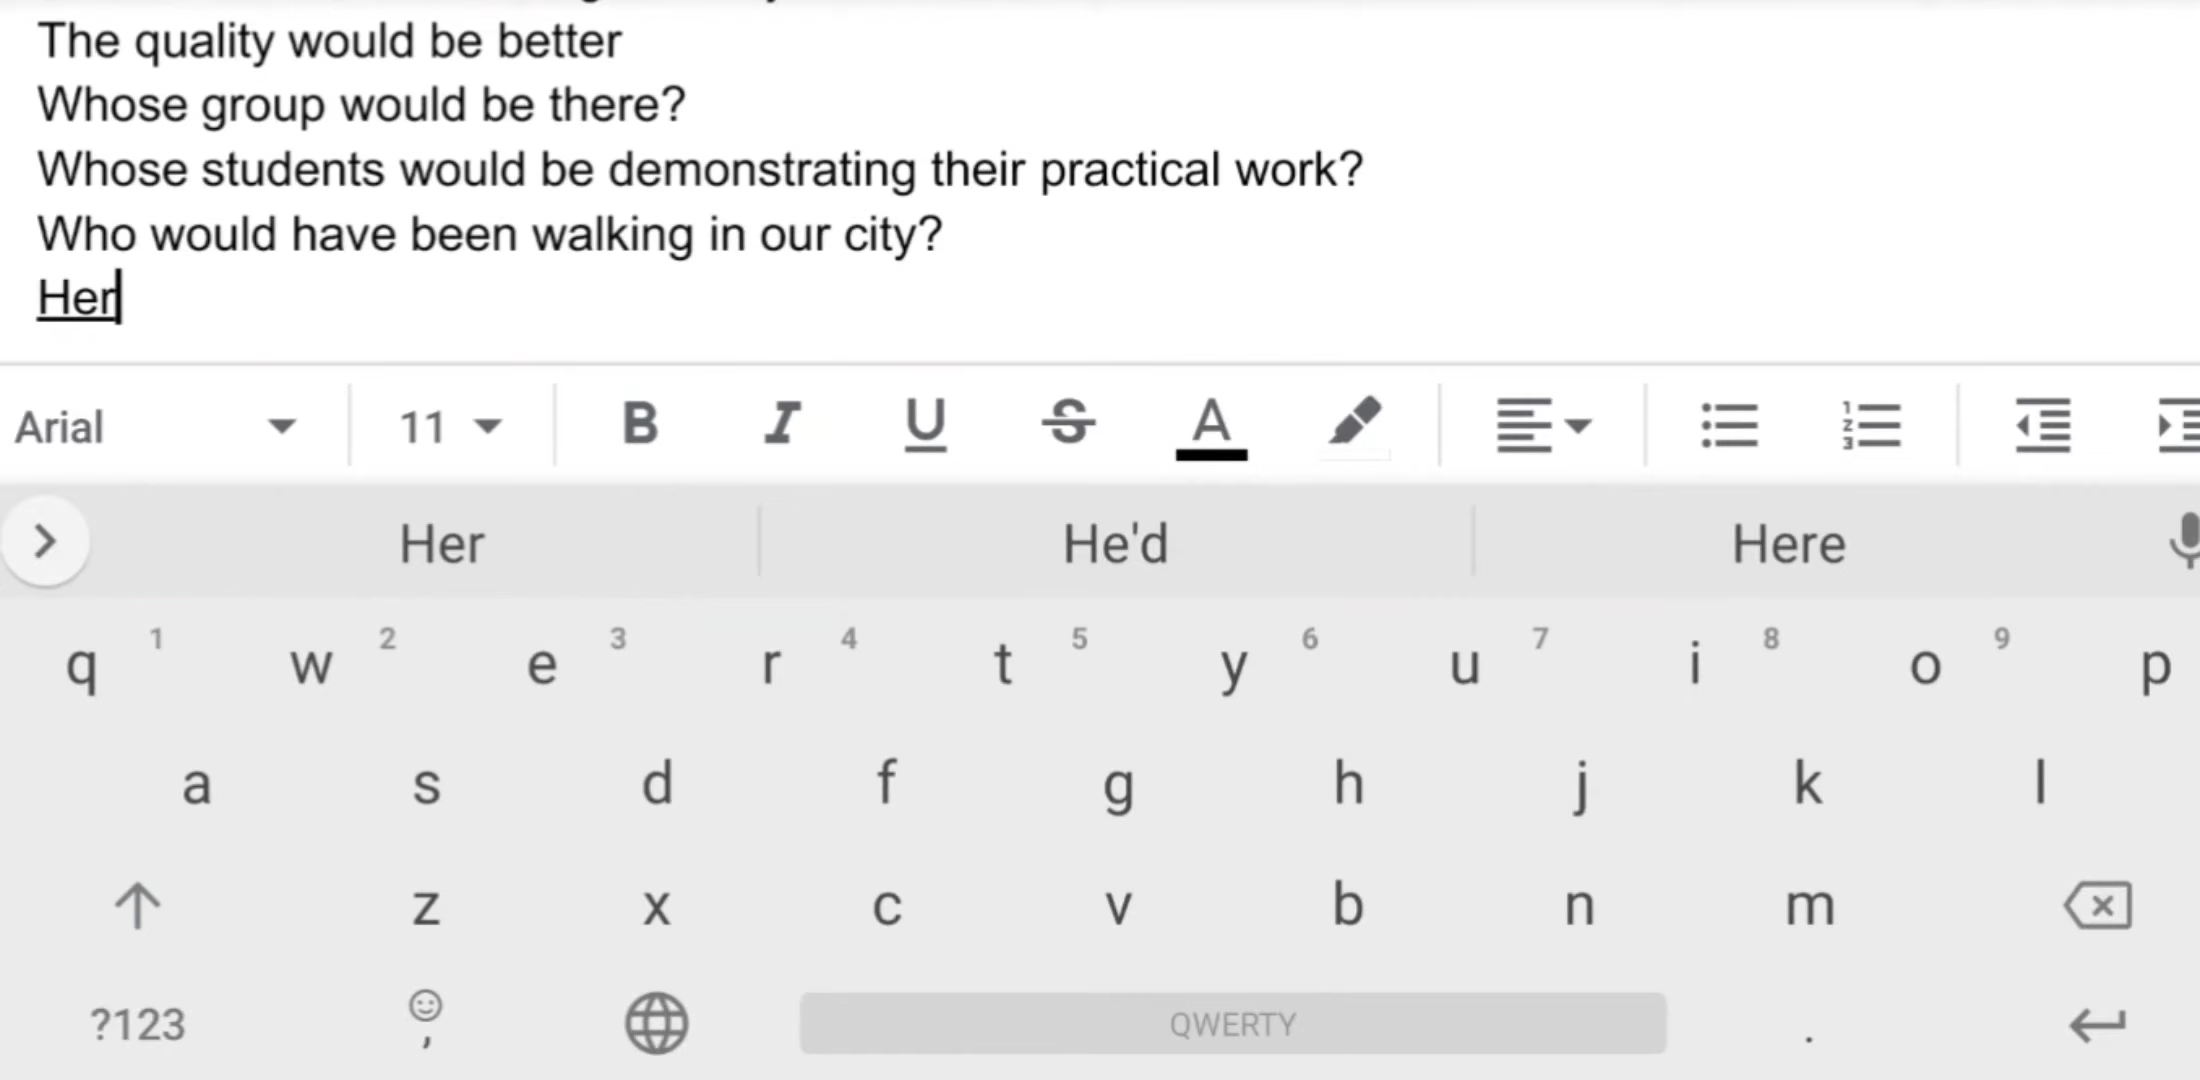 The quality would be better
Whose group would be there?
Whose students would be demonstrating their practical work?
Who would have been walking in our city?
Her
Arial 11 B I U S A
Her He'd Here
q 1 w 2 e 3 r 4 t 5 y 6 u 7 i 8 o 9 p
a s d f g h j k l
z x c v b n m
?123 , QWERTY .